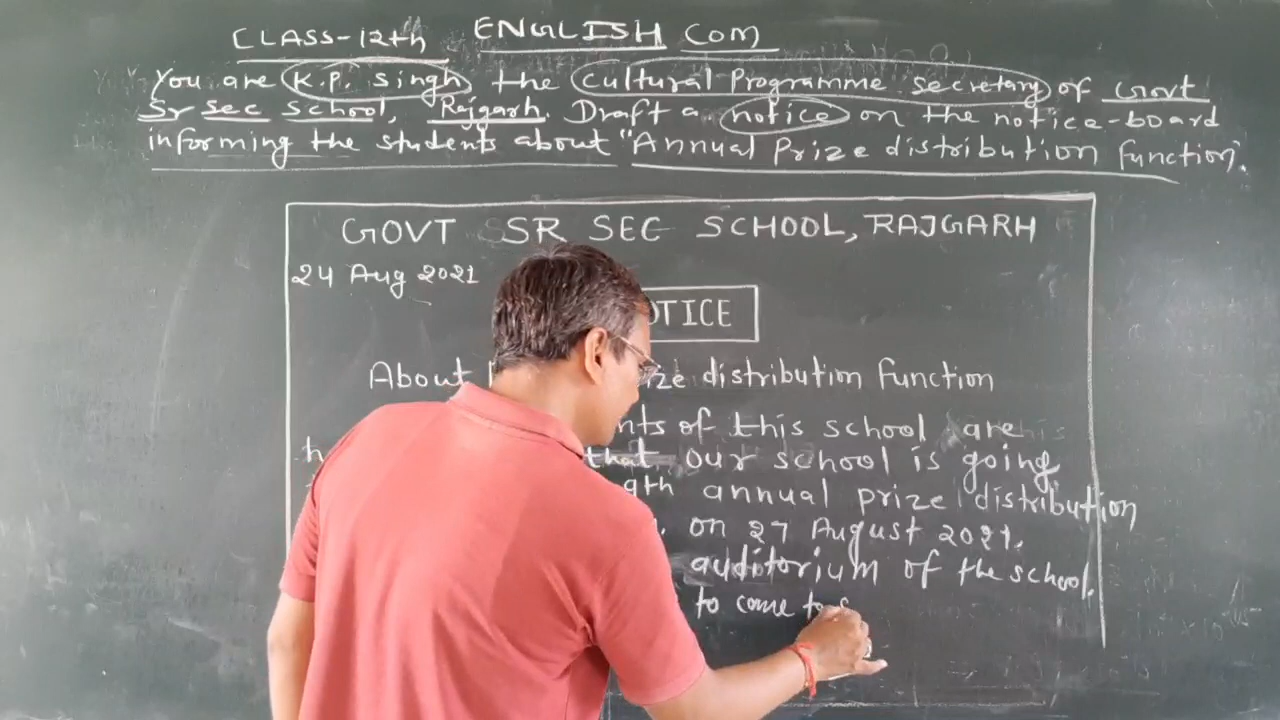 CLASS-12th ENGLISH COM
You are K.P. Singh the Cultural Programme secretary of Govt
Sr Sec School, Rajgarh. Draft a notice on the notice-board
informing the students about "Annual Prize distribution function".
GOVT SR SEC SCHOOL, RAJGARH
24 Aug 2021
OTICE
About ize distribution function
nts of this school are
h that our school is going
9th annual prize distribution
on 27 August 2021.
auditorium of the school.
to come to